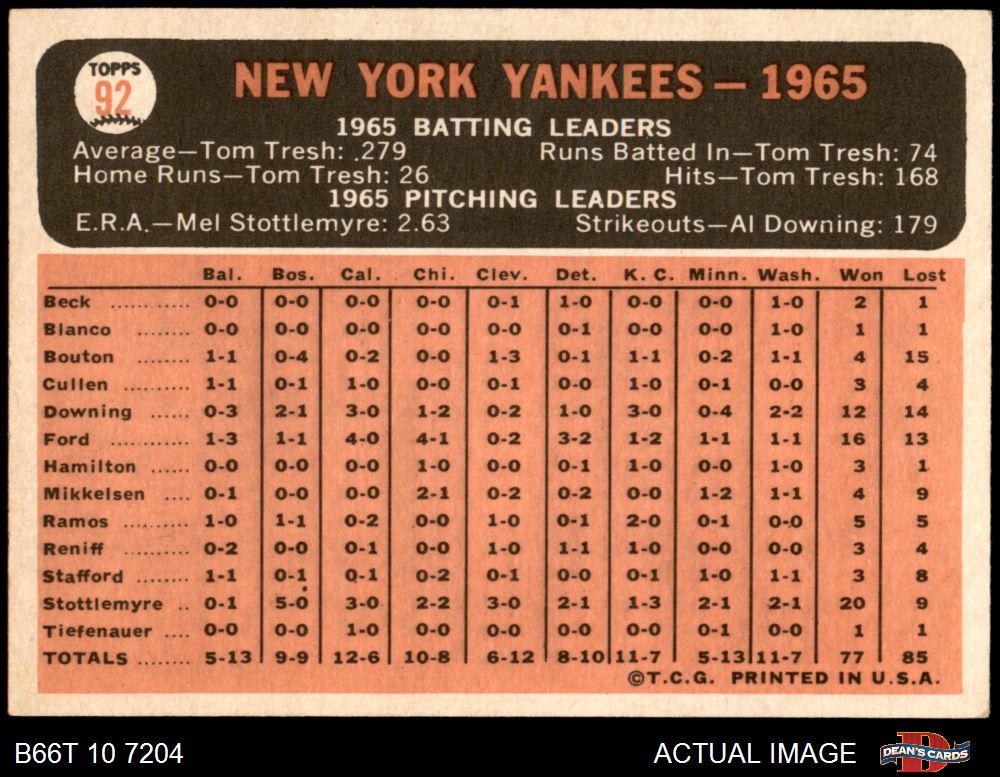 TOPPS
92
NEW YORK YANKEES — 1965
1965 BATTING LEADERS
Average—Tom Tresh: .279 Runs Batted In—Tom Tresh: 74
Home Runs—Tom Tresh: 26 Hits—Tom Tresh: 168
1965 PITCHING LEADERS
E.R.A.—Mel Stottlemyre: 2.63 Strikeouts—Al Downing: 179
Bal. Bos. Cal. Chi. Clev. Det. K. C. Minn. Wash. Won Lost
Beck ........... 0-0 0-0 0-0 0-0 0-1 1-0 0-0 0-0 1-0 2 1
Blanco ........ 0-0 0-0 0-0 0-0 0-0 0-1 0-0 0-0 1-0 1 1
Bouton ........ 1-1 0-4 0-2 0-0 1-3 0-1 1-1 0-2 1-1 4 15
Cullen .......... 1-1 0-1 1-0 0-0 0-1 0-0 1-0 0-1 0-0 3 4
Downing ...... 0-3 2-1 3-0 1-2 0-2 1-0 3-0 0-4 2-2 12 14
Ford ........... 1-3 1-1 4-0 4-1 0-2 3-2 1-2 1-1 1-1 16 13
Hamilton ...... 0-0 0-0 0-0 1-0 0-0 0-1 1-0 0-0 1-0 3 1
Mikkelsen .... 0-1 0-0 0-0 2-1 0-2 0-2 0-0 1-2 1-1 4 9
Ramos .......... 1-0 1-1 0-2 0-0 1-0 0-1 2-0 0-1 0-0 5 5
Reniff .......... 0-2 0-0 0-1 0-0 1-0 1-1 1-0 0-0 0-0 3 4
Stafford ........ 1-1 0-1 0-1 0-2 0-1 0-0 0-1 1-0 1-1 3 8
Stottlemyre .. 0-1 5-0 3-0 2-2 3-0 2-1 1-3 2-1 2-1 20 9
Tiefenauer .... 0-0 0-0 1-0 0-0 0-0 0-0 0-0 0-1 0-0 1 1
TOTALS ........ 5-13 9-9 12-6 10-8 6-12 8-10 11-7 5-13 11-7 77 85
©T.C.G. PRINTED IN U.S.A.
B66T 10 7204 ACTUAL IMAGE DEAN'S CARDS